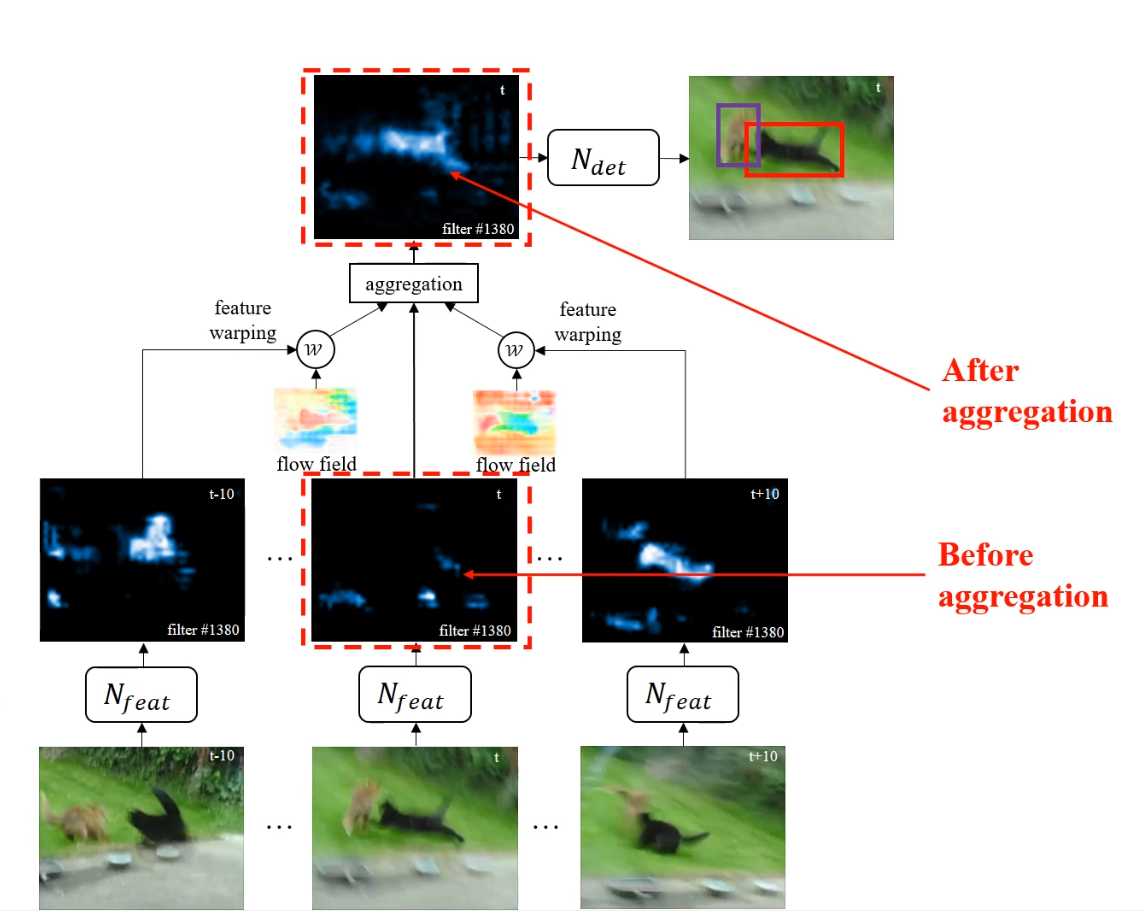 t
t
N_det
filter #1380
aggregation
feature
warping
feature
warping
w
w
After
aggregation
flow field
flow field
t-10
t
t+10
...
...
Before
aggregation
filter #1380
filter #1380
filter #1380
N_feat
N_feat
N_feat
t-10
t
t+10
...
...